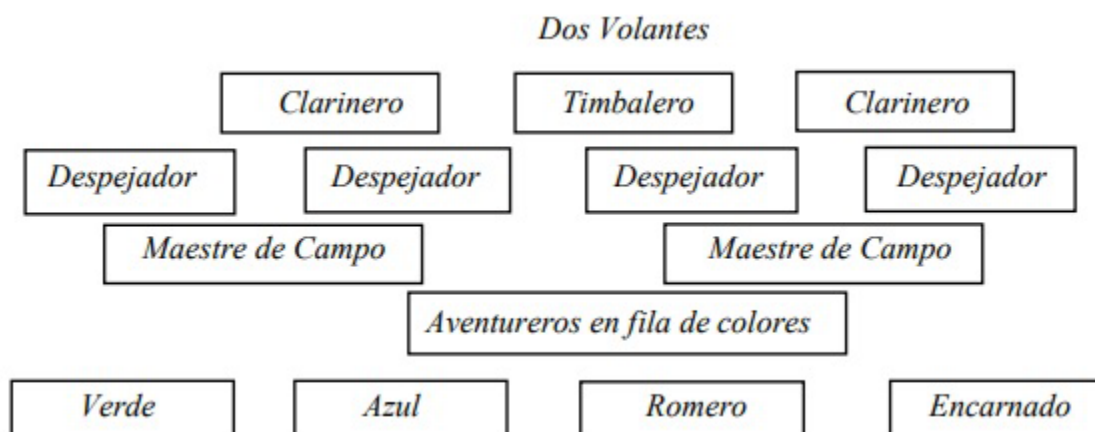 Dos Volantes
Clarinero Timbalero Clarinero
Despejador Despejador Despejador Despejador
Maestre de Campo Maestre de Campo
Aventureros en fila de colores
Verde Azul Romero Encarnado